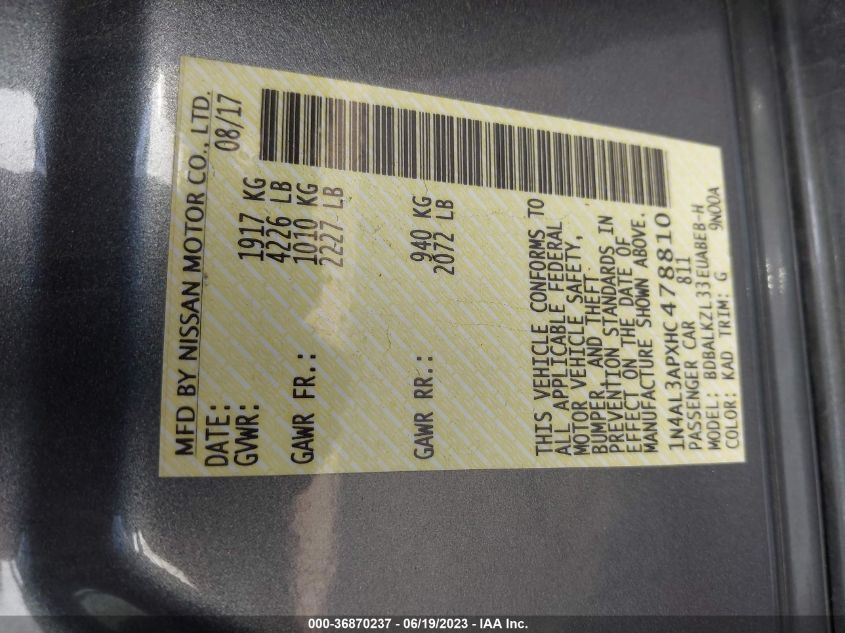 MFD BY NISSAN MOTOR CO., LTD.
DATE: 08/17
GVWR: 1917 KG
4226 LB
GAWR FR.: 1010 KG
2227 LB
GAWR RR.: 940 KG
2072 LB
THIS VEHICLE CONFORMS TO
ALL APPLICABLE FEDERAL
MOTOR VEHICLE SAFETY,
BUMPER AND THEFT
PREVENTION STANDARDS IN
EFFECT ON THE DATE OF
MANUFACTURE SHOWN ABOVE.
1N4AL3APXHC478810
PASSENGER CAR 811
MODEL: BDBALKZL33EUABEB-H
COLOR: KAD TRIM: G 9N00A
000-36870237 - 06/19/2023 - IAA Inc.